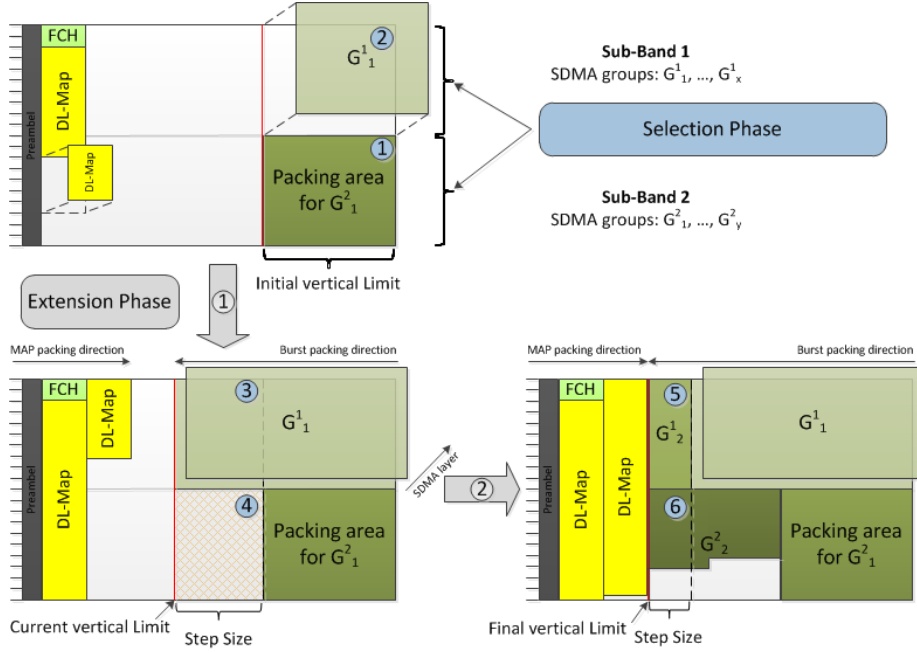 FCH
DL-Map
DL-Map
Preambel
2
G¹₁
1
Packing area
for G²₁
Initial vertical Limit
Sub-Band 1
SDMA groups: G¹₁, ..., G¹ₓ
Selection Phase
Sub-Band 2
SDMA groups: G²₁, ..., G²y
Extension Phase
1
MAP packing direction
Burst packing direction
FCH
DL-Map
DL-Map
Preambel
3
G¹₁
4
Packing area
for G²₁
Current vertical Limit
Step Size
SDMA layer
2
MAP packing direction
Burst packing direction
FCH
DL-Map
DL-Map
Preambel
5
G¹₂
G¹₁
6
G²₂
Packing area
for G²₁
Final vertical Limit
Step Size